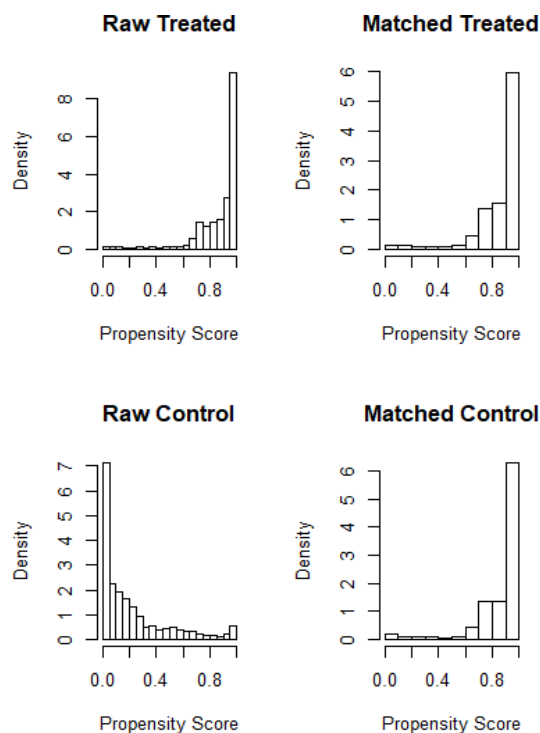 Raw Treated
Density
0 2 4 6 8
0.0 0.4 0.8
Propensity Score
Matched Treated
Density
0 1 2 3 4 5 6
0.0 0.4 0.8
Propensity Score
Raw Control
Density
0 1 2 3 4 5 6 7
0.0 0.4 0.8
Propensity Score
Matched Control
Density
0 1 2 3 4 5 6
0.0 0.4 0.8
Propensity Score